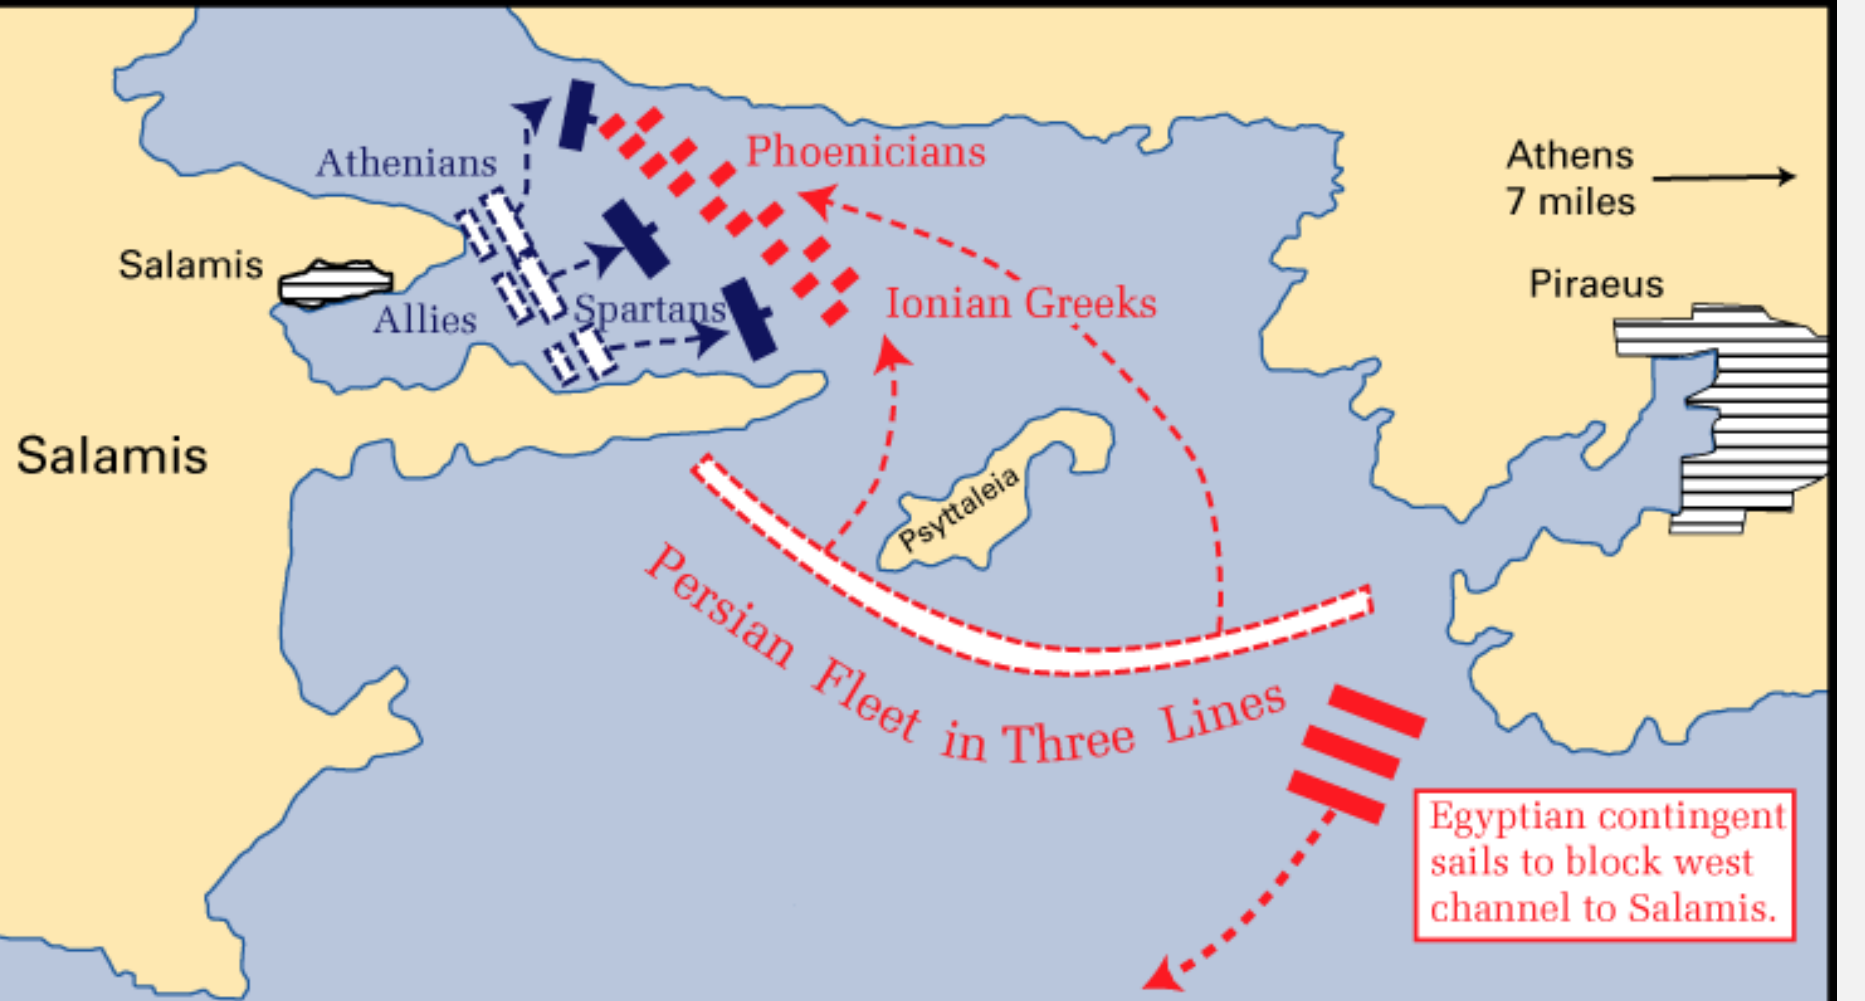 Athenians
Phoenicians
Athens
7 miles
Salamis
Piraeus
Allies
Spartans
Ionian Greeks
Salamis
Psyttaleia
Persian Fleet in Three Lines
Egyptian contingent
sails to block west
channel to Salamis.